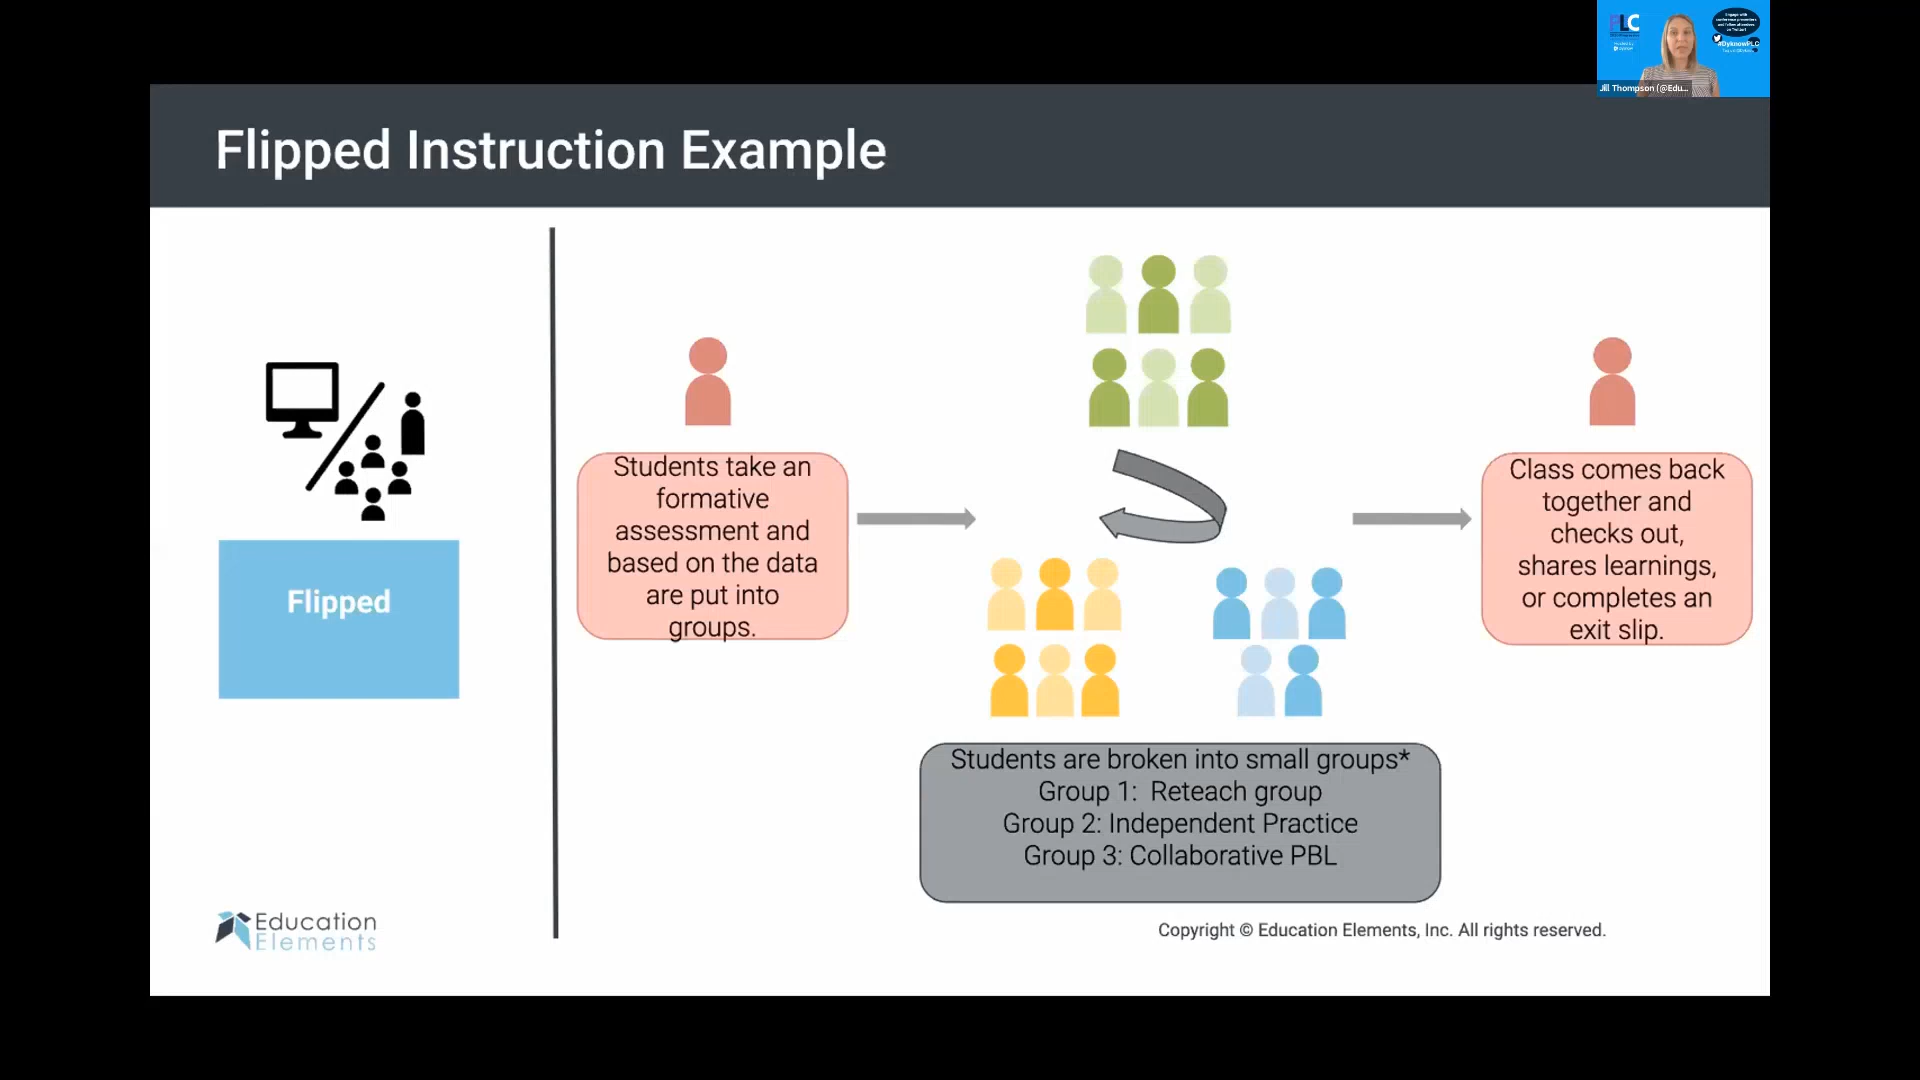 PLC
#DyknowPLC
Jill Thompson (@Edu...
Flipped Instruction Example
Flipped
Students take an
formative
assessment and
based on the data
are put into
groups.
Students are broken into small groups*
Group 1:  Reteach group
Group 2: Independent Practice
Group 3: Collaborative PBL
Class comes back
together and
checks out,
shares learnings,
or completes an
exit slip.
Education
Elements
Copyright © Education Elements, Inc. All rights reserved.